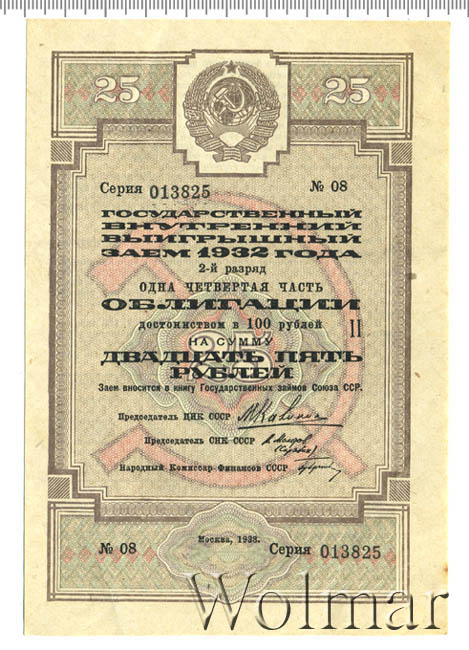 25 25
Серия 013825 № 08
ГОСУДАРСТВЕННЫЙ
ВНУТРЕННИЙ
ВЫИГРЫШНЫЙ
ЗАЕМ 1932 ГОДА
2-й разряд
ОДНА ЧЕТВЕРТАЯ ЧАСТЬ
ОБЛИГАЦИИ
достоинством в 100 рублей II
НА СУММУ
ДВАДЦАТЬ ПЯТЬ
РУБЛЕЙ
Заем вносится в книгу Государственных займов Союза ССР.
Председатель ЦИК СССР
Председатель СНК СССР
Народный Комиссар Финансов СССР
Москва, 1933.
№ 08 Серия 013825
Wolmar